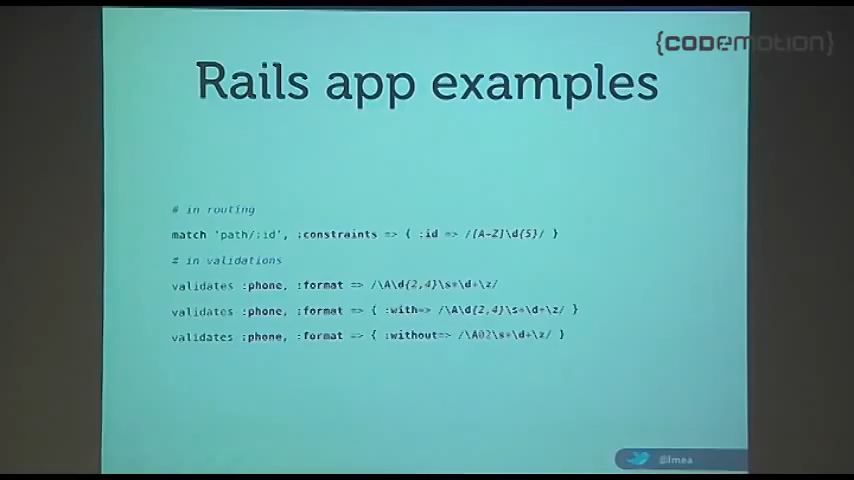 {CODEMOTION}
Rails app examples
# in routing
match 'path/:id', :constraints => { :id => /[A-Z]\d{5}/ }
# in validations
validates :phone, :format => /\A\d{2,4}\s+\d+\z/
validates :phone, :format => { :with=> /\A\d{2,4}\s+\d+\z/ }
validates :phone, :format => { :without=> /\A02\s+\d+\z/ }
@lmea